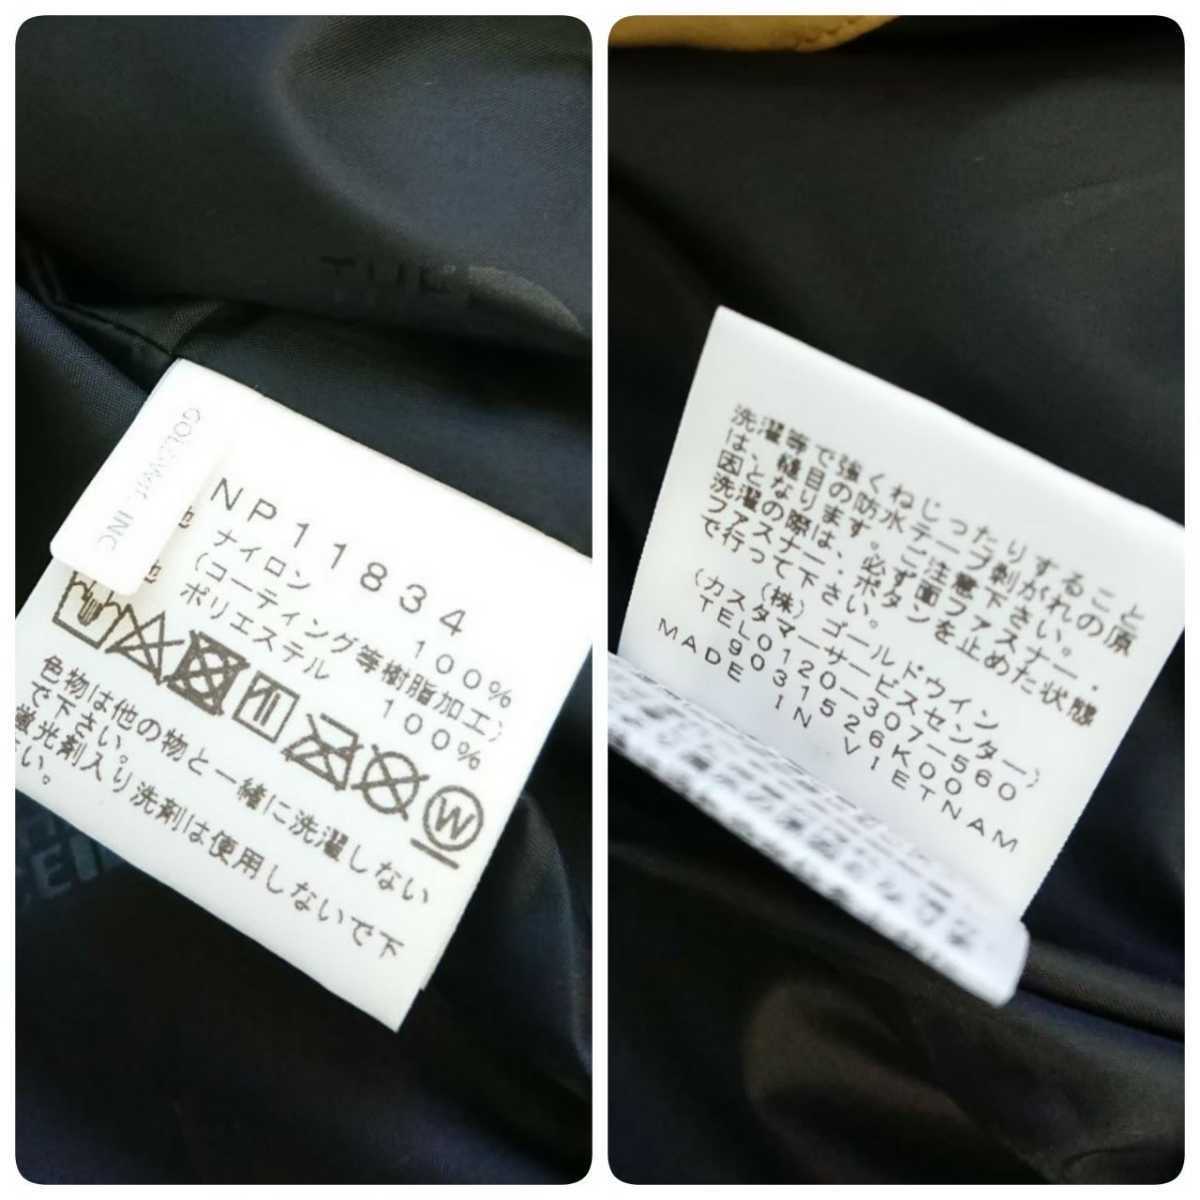 GOLDWIN INC
NP11834
ナイロン 100%
(コーティング等樹脂加工)
ポリエステル 100%
W
色物は他の物と一緒に洗濯しない
で下さい。
蛍光剤入り洗剤は使用しないで下
い。
洗濯等で強くねじったりすること
は、縫目の防水テープ剥がれの原
因となります。ご注意下さい。
洗濯の際は、必ず面ファスナー・
ファスナー・ボタンを止めた状態
で行って下さい。
(株)ゴールドウイン
(カスタマーサービスセンター)
TEL0120-307-560
9031526K00
MADE IN VIETNAM